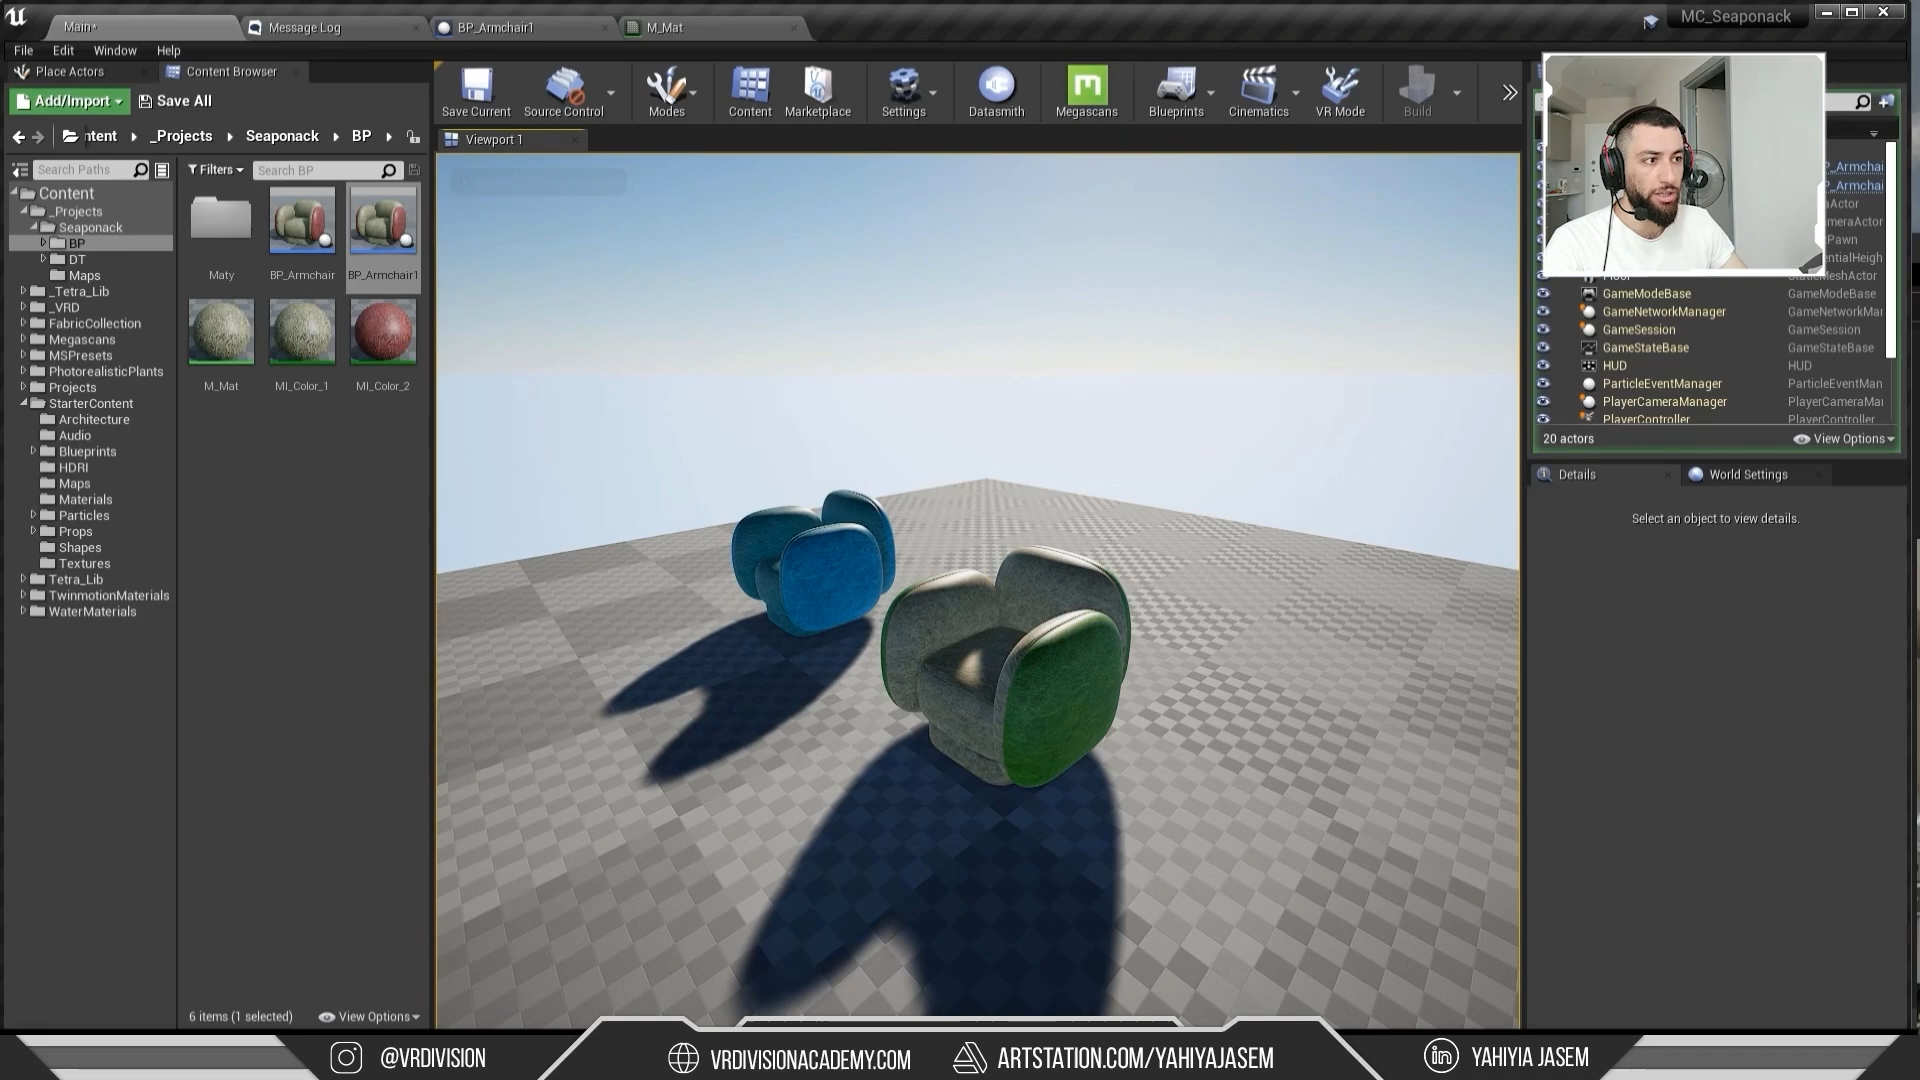 Main*
Message Log
BP_Armchair1
M_Mat
MC_Seaponack
File Edit Window Help
Place Actors
Content Browser
Add/Import
Save All
Save Current
Source Control
Modes
Content
Marketplace
Settings
Datasmith
Megascans
Blueprints
Cinematics
VR Mode
Build
ntent
_Projects
Seaponack
BP
Viewport 1
Search Paths
Filters
Search BP
Content
_Projects
Seaponack
BP
DT
Maps
_Tetra_Lib
_VRD
FabricCollection
Megascans
MSPresets
PhotorealisticPlants
Projects
StarterContent
Architecture
Audio
Blueprints
HDRI
Maps
Materials
Particles
Props
Shapes
Textures
Tetra_Lib
TwinmotionMaterials
WaterMaterials
Maty
BP_Armchair
BP_Armchair1
M_Mat
MI_Color_1
MI_Color_2
6 items (1 selected)
View Options
P_Armchai
P_Armchai
aActor
meraActor
Pawn
entialHeigh
StaticMeshActor
GameModeBase GameModeBase
GameNetworkManager GameNetworkMar
GameSession GameSession
GameStateBase GameStateBase
HUD HUD
ParticleEventManager ParticleEventMan
PlayerCameraManager PlayerCameraMa
PlayerController PlayerController
20 actors
View Options
Details
World Settings
Select an object to view details.
@VRDIVISION
VRDIVISIONACADEMY.COM
ARTSTATION.COM/YAHIYAJASEM
in YAHIYIA JASEM